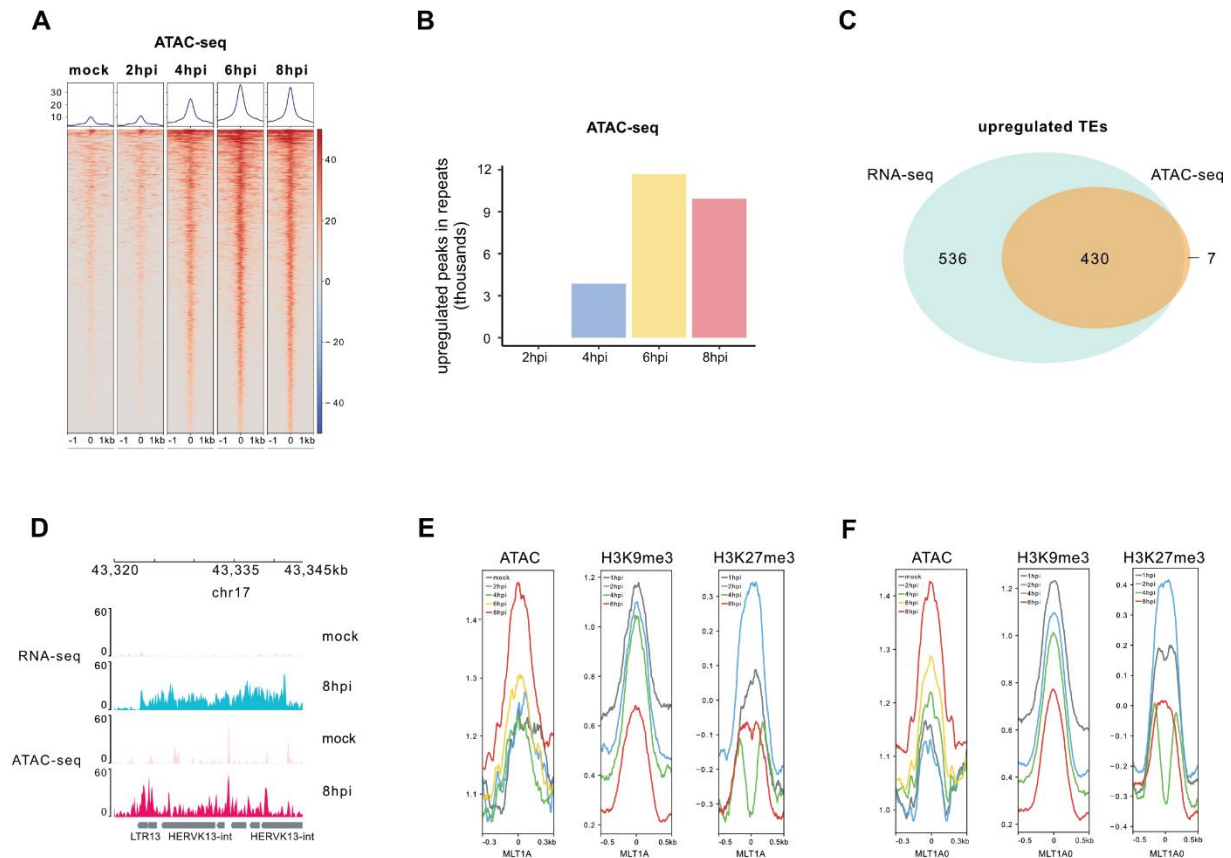 A
ATAC-seq
mock 2hpi 4hpi 6hpi 8hpi
30
20
10
40
20
0
− 20
− 40
-1 0 1kb -1 0 1kb -1 0 1kb -1 0 1kb -1 0 1kb
B
ATAC-seq
upregulated peaks in repeats
(thousands)
12
9
6
3
0
2hpi 4hpi 6hpi 8hpi
C
upregulated TEs
RNA-seq
ATAC-seq
536
430
7
D
43,320 43,335 43,345kb
chr17
RNA-seq
60
0
mock
60
0
8hpi
ATAC-seq
60
0
mock
60
0
8hpi
LTR13 HERVK13-int HERVK13-int
E
ATAC
mock
2hpi
4hpi
6hpi
8hpi
1.4
1.3
1.2
1.1
-0.3 0 0.3kb
MLT1A
H3K9me3
1hpi
2hpi
4hpi
8hpi
1.2
1.0
0.8
0.6
0.4
0.2
-0.5 0 0.5kb
MLT1A
H3K27me3
1hpi
2hpi
4hpi
8hpi
0.3
0.2
0.1
0.0
−0.1
−0.2
−0.3
-0.5 0 0.5kb
MLT1A
F
ATAC
mock
2hpi
4hpi
6hpi
8hpi
1.4
1.3
1.2
1.1
1.0
-0.3 0 0.3kb
MLT1A0
H3K9me3
1hpi
2hpi
4hpi
8hpi
1.2
1.0
0.8
0.6
0.4
0.2
-0.5 0 0.5kb
MLT1A0
H3K27me3
1hpi
2hpi
4hpi
8hpi
0.4
0.3
0.2
0.1
0.0
−0.1
−0.2
−0.3
−0.4
-0.5 0 0.5kb
MLT1A0